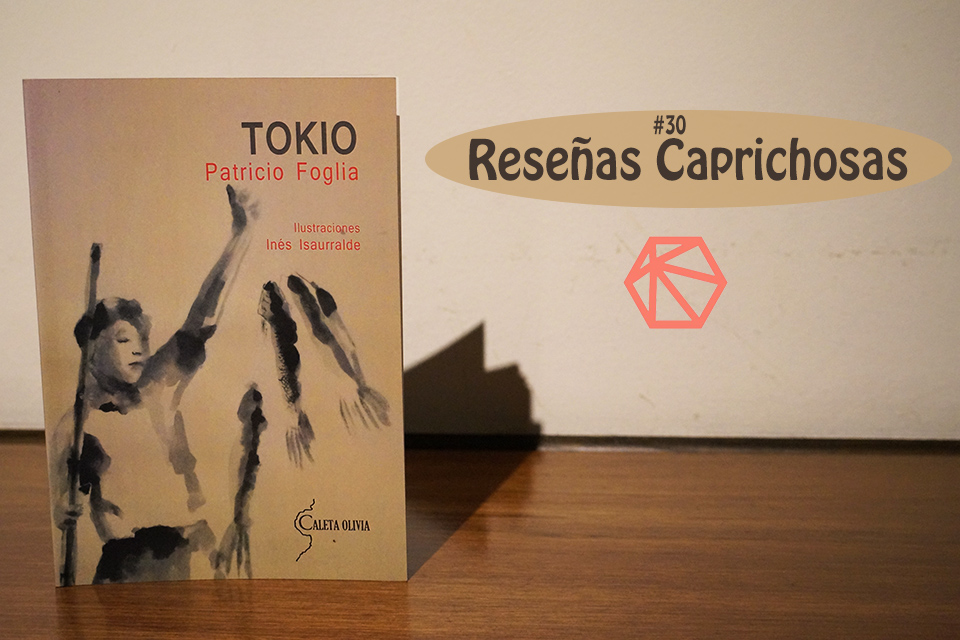 TOKIO
Patricio Foglia
Ilustraciones
Inés Isaurralde
CALETA OLIVIA
#30
Reseñas Caprichosas